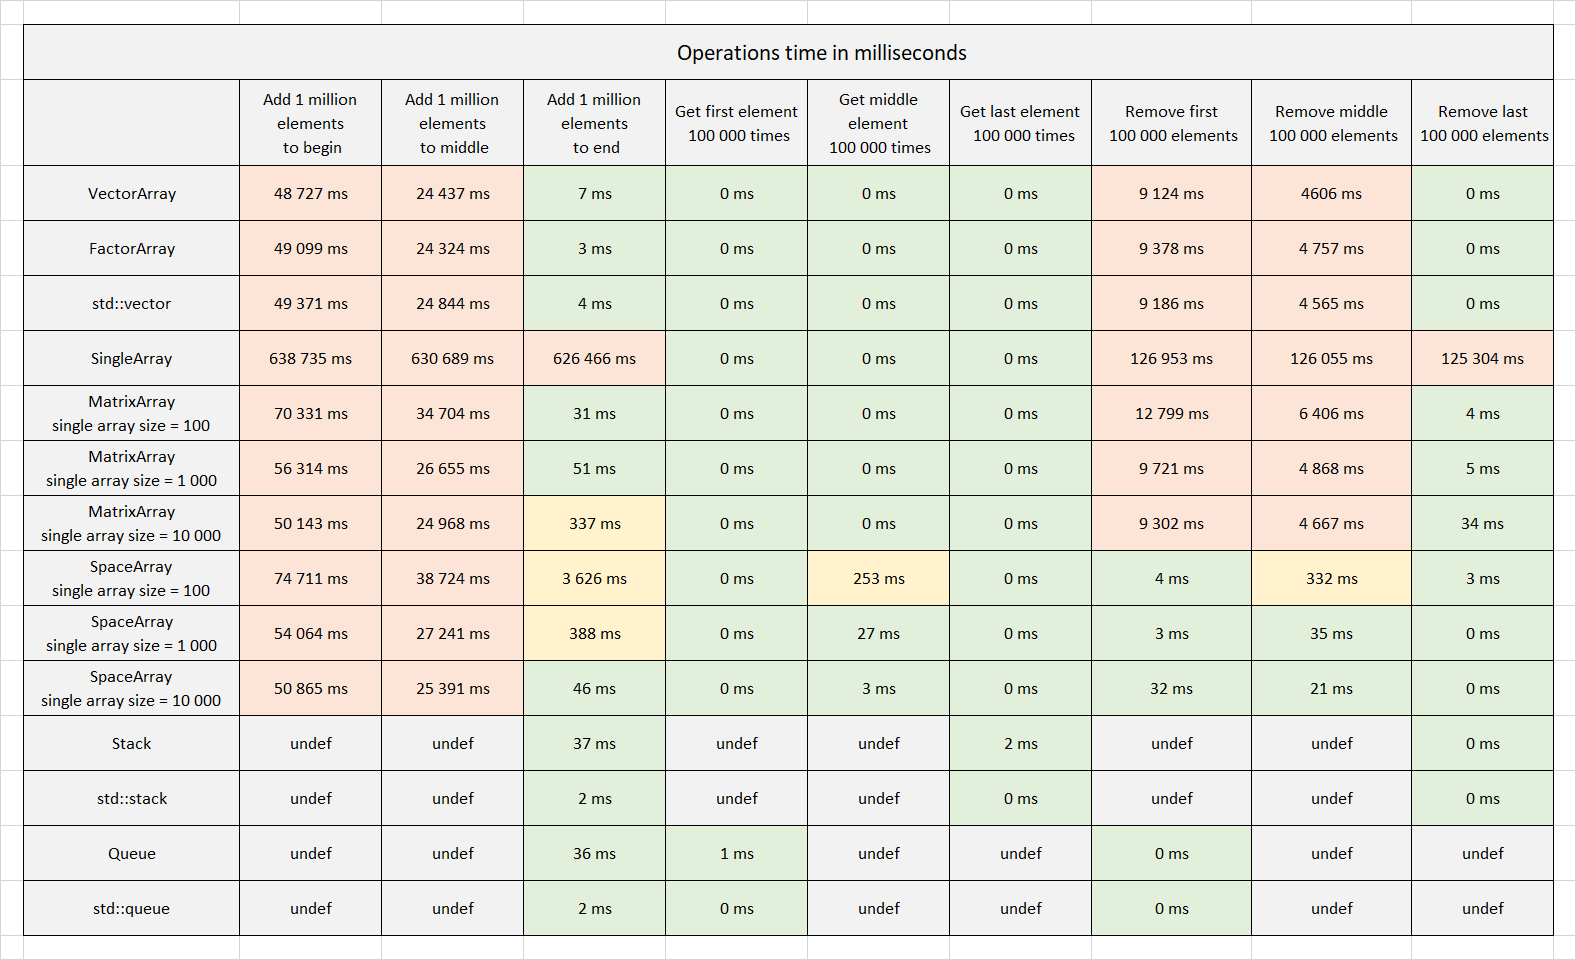 Operations time in milliseconds
Add 1 million
elements
to begin
Add 1 million
elements
to middle
Add 1 million
elements
to end
Get first element
100 000 times
Get middle
element
100 000 times
Get last element
100 000 times
Remove first
100 000 elements
Remove middle
100 000 elements
Remove last
100 000 elements
VectorArray
48 727 ms
24 437 ms
7 ms
0 ms
0 ms
0 ms
9 124 ms
4606 ms
0 ms
FactorArray
49 099 ms
24 324 ms
3 ms
0 ms
0 ms
0 ms
9 378 ms
4 757 ms
0 ms
std::vector
49 371 ms
24 844 ms
4 ms
0 ms
0 ms
0 ms
9 186 ms
4 565 ms
0 ms
SingleArray
638 735 ms
630 689 ms
626 466 ms
0 ms
0 ms
0 ms
126 953 ms
126 055 ms
125 304 ms
MatrixArray
single array size = 100
70 331 ms
34 704 ms
31 ms
0 ms
0 ms
0 ms
12 799 ms
6 406 ms
4 ms
MatrixArray
single array size = 1 000
56 314 ms
26 655 ms
51 ms
0 ms
0 ms
0 ms
9 721 ms
4 868 ms
5 ms
MatrixArray
single array size = 10 000
50 143 ms
24 968 ms
337 ms
0 ms
0 ms
0 ms
9 302 ms
4 667 ms
34 ms
SpaceArray
single array size = 100
74 711 ms
38 724 ms
3 626 ms
0 ms
253 ms
0 ms
4 ms
332 ms
3 ms
SpaceArray
single array size = 1 000
54 064 ms
27 241 ms
388 ms
0 ms
27 ms
0 ms
3 ms
35 ms
0 ms
SpaceArray
single array size = 10 000
50 865 ms
25 391 ms
46 ms
0 ms
3 ms
0 ms
32 ms
21 ms
0 ms
Stack
undef
undef
37 ms
undef
undef
2 ms
undef
undef
0 ms
std::stack
undef
undef
2 ms
undef
undef
0 ms
undef
undef
0 ms
Queue
undef
undef
36 ms
1 ms
undef
undef
0 ms
undef
undef
std::queue
undef
undef
2 ms
0 ms
undef
undef
0 ms
undef
undef